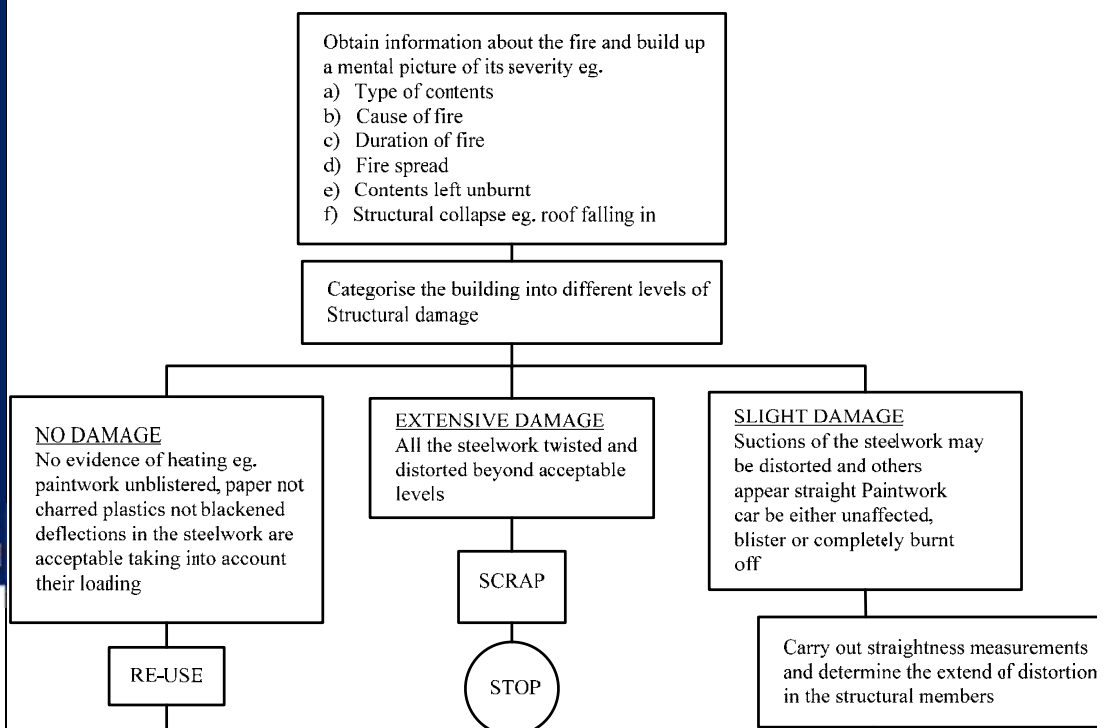 Obtain information about the fire and build up
a mental picture of its severity eg.
a) Type of contents
b) Cause of fire
c) Duration of fire
d) Fire spread
e) Contents left unburnt
f) Structural collapse eg. roof falling in
Categorise the building into different levels of
Structural damage
NO DAMAGE
No evidence of heating eg.
paintwork unblistered, paper not
charred plastics not blackened
deflections in the steelwork are
acceptable taking into account
their loading
RE-USE
EXTENSIVE DAMAGE
All the steelwork twisted and
distorted beyond acceptable
levels
SCRAP
STOP
SLIGHT DAMAGE
Suctions of the steelwork may
be distorted and others
appear straight Paintwork
car be either unaffected,
blister or completely burnt
off
Carry out straightness measurements
and determine the extend of distortion
in the structural members